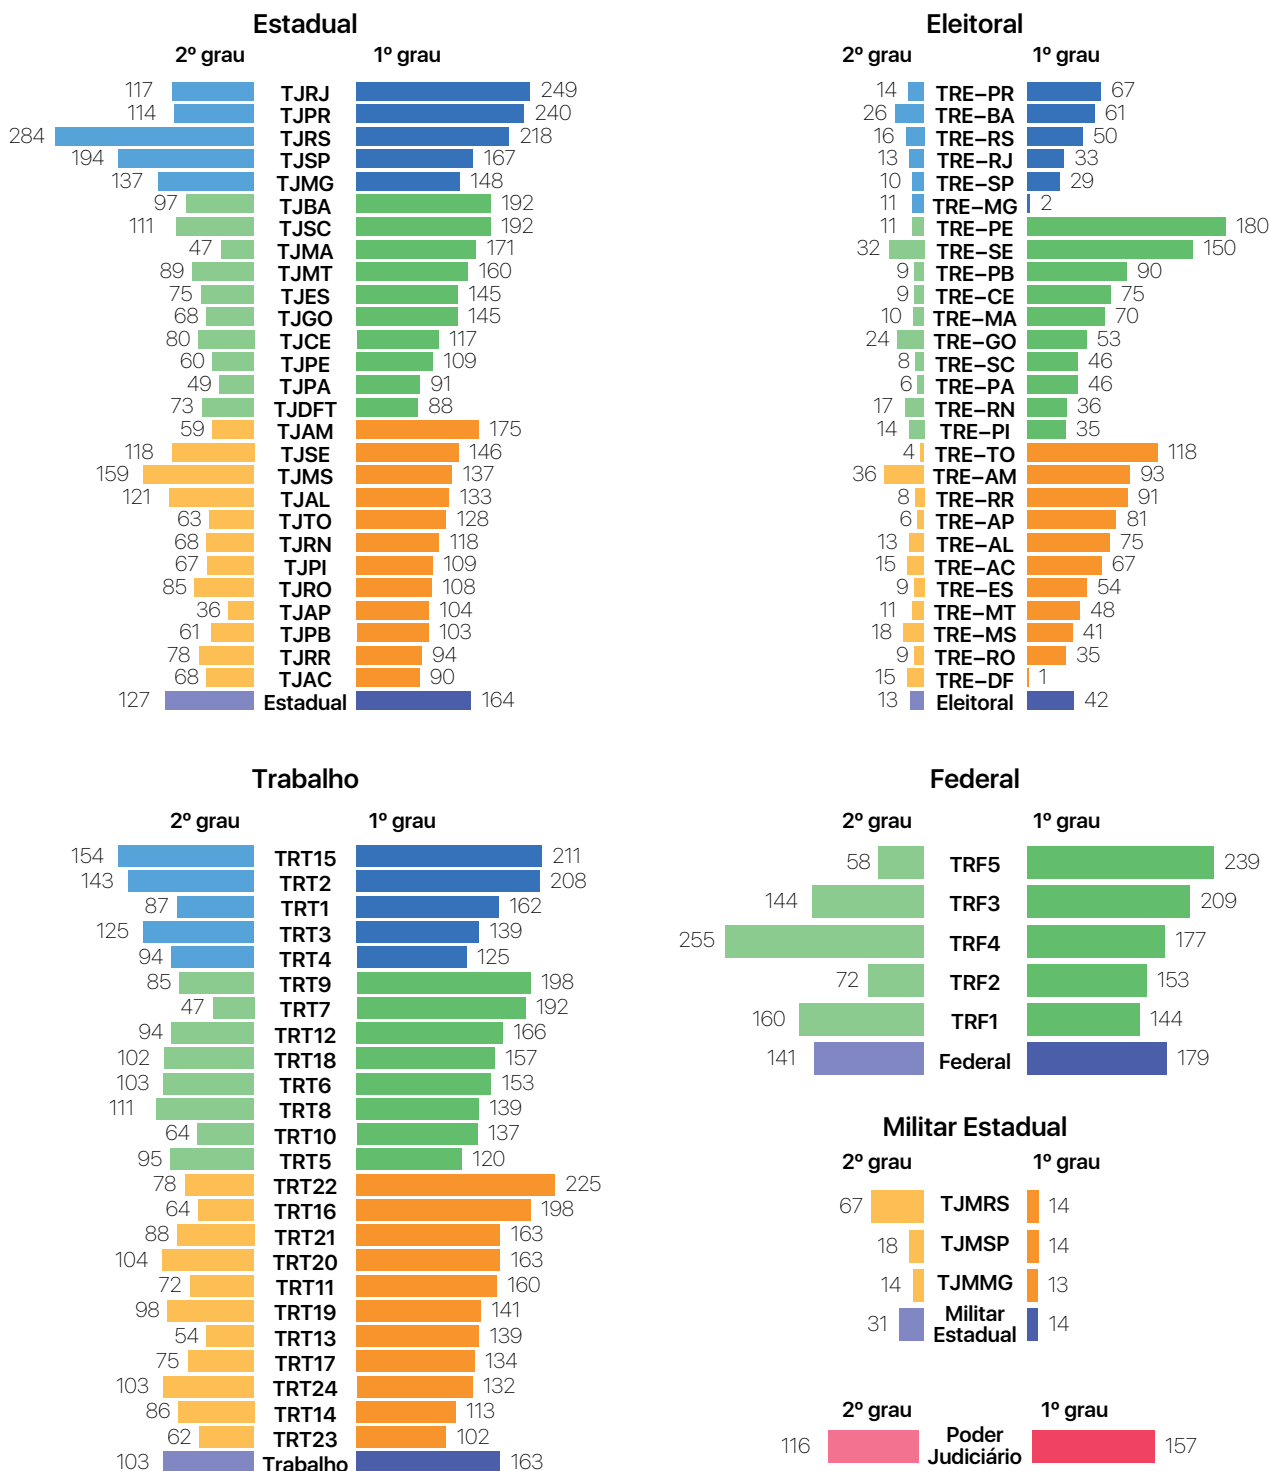 Estadual
2º grau 1º grau
117 TJRJ 249
114 TJPR 240
284 TJRS 218
194 TJSP 167
137 TJMG 148
97 TJBA 192
111 TJSC 192
47 TJMA 171
89 TJMT 160
75 TJES 145
68 TJGO 145
80 TJCE 117
60 TJPE 109
49 TJPA 91
73 TJDFT 88
59 TJAM 175
118 TJSE 146
159 TJMS 137
121 TJAL 133
63 TJTO 128
68 TJRN 118
67 TJPI 109
85 TJRO 108
36 TJAP 104
61 TJPB 103
78 TJRR 94
68 TJAC 90
127 Estadual 164
Eleitoral
2º grau 1º grau
14 TRE–PR 67
26 TRE–BA 61
16 TRE–RS 50
13 TRE–RJ 33
10 TRE–SP 29
11 TRE–MG 2
11 TRE–PE 180
32 TRE–SE 150
9 TRE–PB 90
9 TRE–CE 75
10 TRE–MA 70
24 TRE–GO 53
8 TRE–SC 46
6 TRE–PA 46
17 TRE–RN 36
14 TRE–PI 35
4 TRE–TO 118
36 TRE–AM 93
8 TRE–RR 91
6 TRE–AP 81
13 TRE–AL 75
15 TRE–AC 67
9 TRE–ES 54
11 TRE–MT 48
18 TRE–MS 41
9 TRE–RO 35
15 TRE–DF 1
13 Eleitoral 42
Trabalho
2º grau 1º grau
154 TRT15 211
143 TRT2 208
87 TRT1 162
125 TRT3 139
94 TRT4 125
85 TRT9 198
47 TRT7 192
94 TRT12 166
102 TRT18 157
103 TRT6 153
111 TRT8 139
64 TRT10 137
95 TRT5 120
78 TRT22 225
64 TRT16 198
88 TRT21 163
104 TRT20 163
72 TRT11 160
98 TRT19 141
54 TRT13 139
75 TRT17 134
103 TRT24 132
86 TRT14 113
62 TRT23 102
103 Trabalho 163
Federal
2º grau 1º grau
58 TRF5 239
144 TRF3 209
255 TRF4 177
72 TRF2 153
160 TRF1 144
141 Federal 179
Militar Estadual
2º grau 1º grau
67 TJMRS 14
18 TJMSP 14
14 TJMMG 13
31 Militar
Estadual 14
2º grau 1º grau
116 Poder
Judiciário 157